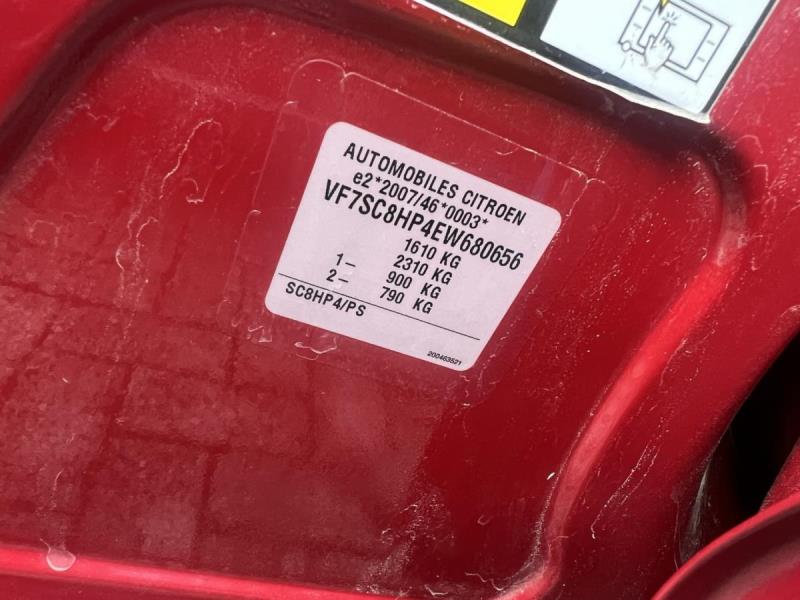 AUTOMOBILES CITROEN
e2*2007/46*0003*
VF7SC8HP4EW680656
1610 KG
1– 2310 KG
2– 900 KG
790 KG
SC8HP4/PS
200463521